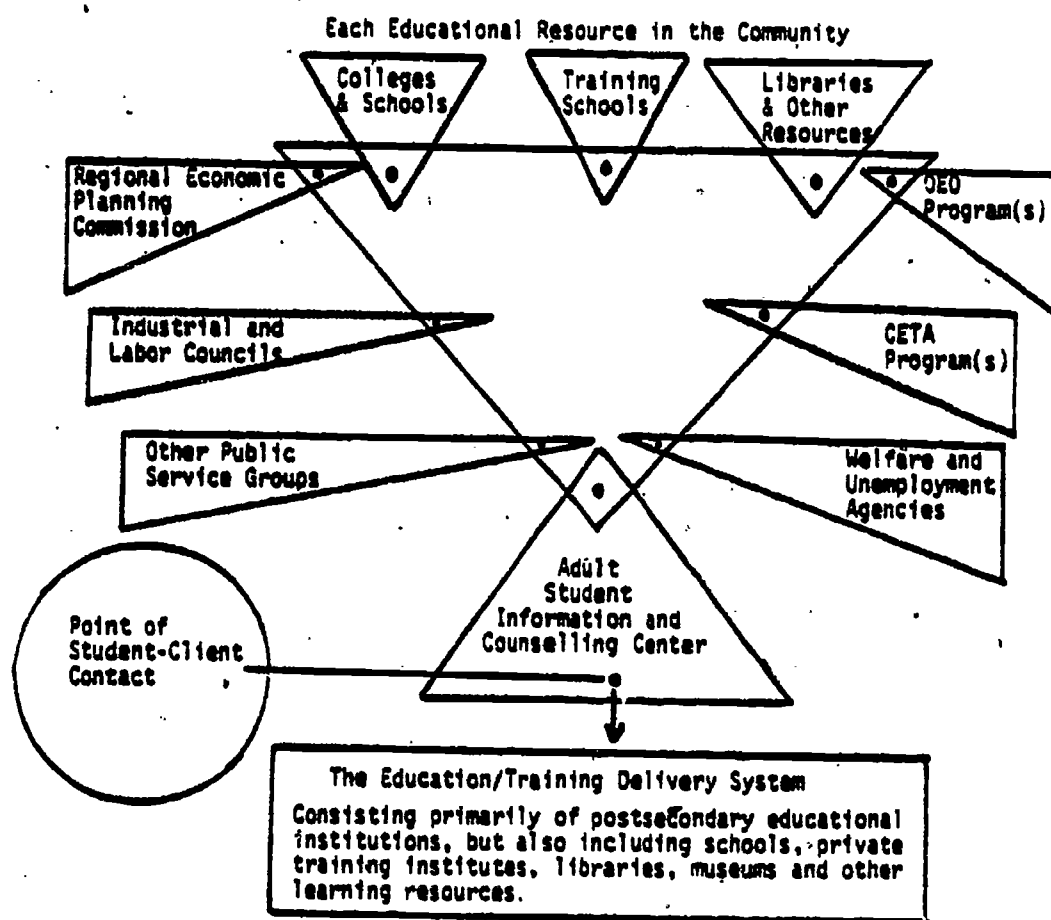 Each Educational Resource in the Community
Colleges
& Schools
Training
Schools
Libraries
& Other
Resources
Regional Economic
Planning
Commission
OEO
Program(s)
Industrial and
Labor Councils
CETA
Program(s)
Other Public
Service Groups
Welfare and
Unemployment
Agencies
Adult
Student
Information and
Counselling Center
Point of
Student-Client
Contact
The Education/Training Delivery System
Consisting primarily of postsecondary educational
institutions, but also including schools, private
training institutes, libraries, museums and other
learning resources.